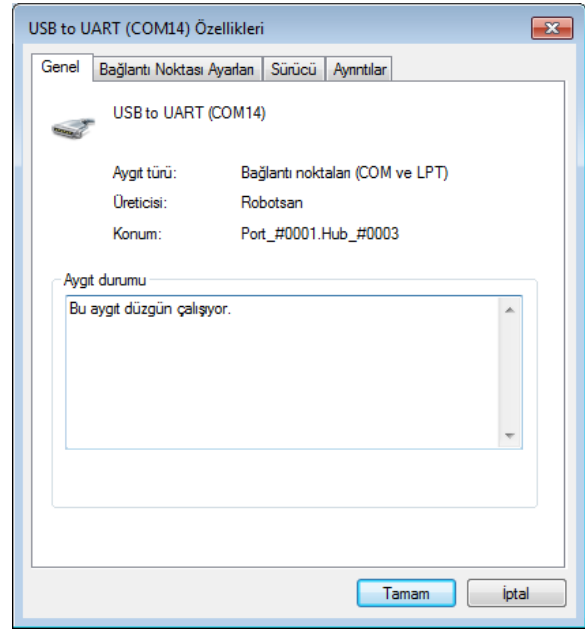 USB to UART (COM14) Özellikleri
Genel Bağlantı Noktası Ayarları Sürücü Ayrıntılar
USB to UART (COM14)
Aygıt türü: Bağlantı noktaları (COM ve LPT)
Üreticisi: Robotsan
Konum: Port_#0001.Hub_#0003
Aygıt durumu
Bu aygıt düzgün çalışıyor.
Tamam İptal